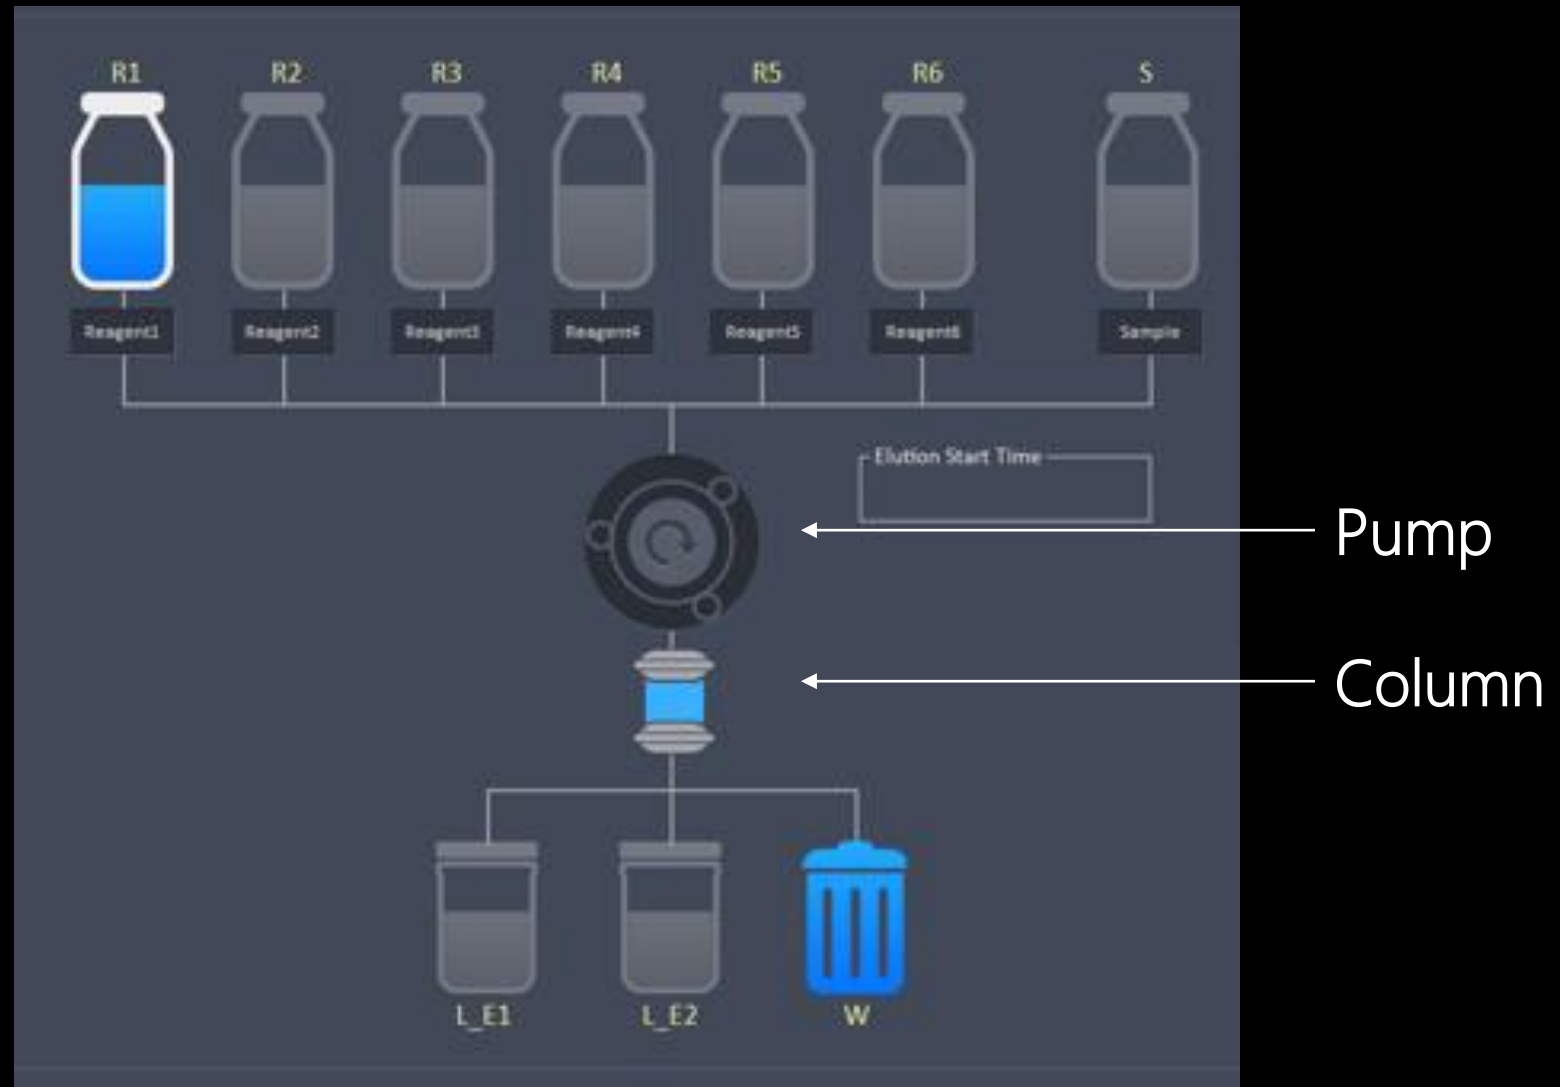 R1 R2 R3 R4 R5 R6 S
Reagent1 Reagent2 Reagent3 Reagent4 Reagent5 Reagent6 Sample
Elution Start Time
Pump
Column
L_E1 L_E2 W